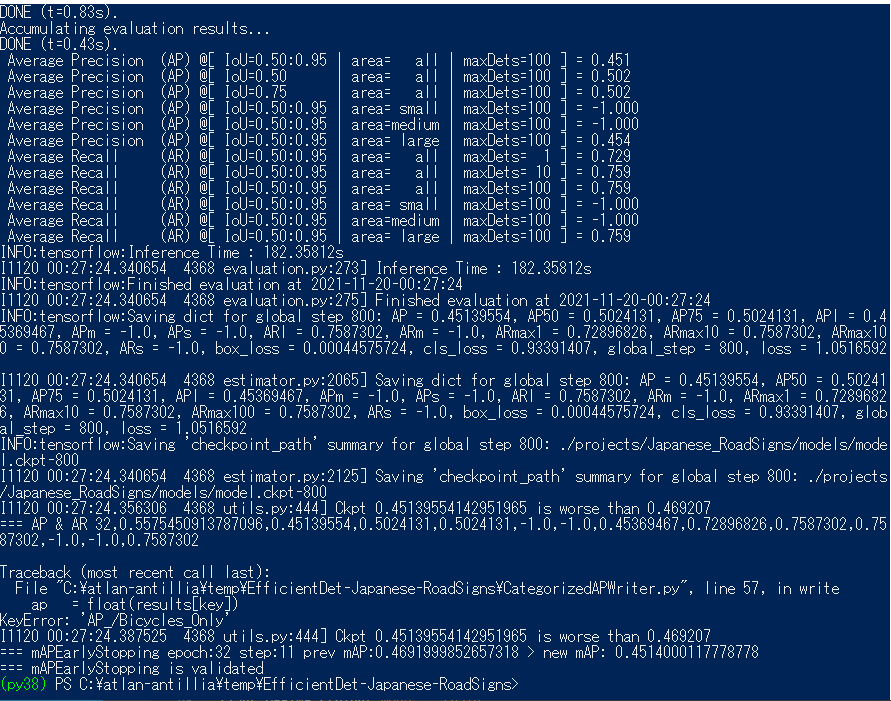 DONE (t=0.83s).
Accumulating evaluation results...
DONE (t=0.43s).
 Average Precision  (AP) @[ IoU=0.50:0.95 | area=   all | maxDets=100 ] = 0.451
 Average Precision  (AP) @[ IoU=0.50      | area=   all | maxDets=100 ] = 0.502
 Average Precision  (AP) @[ IoU=0.75      | area=   all | maxDets=100 ] = 0.502
 Average Precision  (AP) @[ IoU=0.50:0.95 | area= small | maxDets=100 ] = -1.000
 Average Precision  (AP) @[ IoU=0.50:0.95 | area=medium | maxDets=100 ] = -1.000
 Average Precision  (AP) @[ IoU=0.50:0.95 | area= large | maxDets=100 ] = 0.454
 Average Recall     (AR) @[ IoU=0.50:0.95 | area=   all | maxDets=  1 ] = 0.729
 Average Recall     (AR) @[ IoU=0.50:0.95 | area=   all | maxDets= 10 ] = 0.759
 Average Recall     (AR) @[ IoU=0.50:0.95 | area=   all | maxDets=100 ] = 0.759
 Average Recall     (AR) @[ IoU=0.50:0.95 | area= small | maxDets=100 ] = -1.000
 Average Recall     (AR) @[ IoU=0.50:0.95 | area=medium | maxDets=100 ] = -1.000
 Average Recall     (AR) @[ IoU=0.50:0.95 | area= large | maxDets=100 ] = 0.759
INFO:tensorflow:Inference Time : 182.35812s
I1120 00:27:24.340654  4368 evaluation.py:273] Inference Time : 182.35812s
INFO:tensorflow:Finished evaluation at 2021-11-20-00:27:24
I1120 00:27:24.340654  4368 evaluation.py:275] Finished evaluation at 2021-11-20-00:27:24
INFO:tensorflow:Saving dict for global step 800: AP = 0.45139554, AP50 = 0.5024131, AP75 = 0.5024131, APl = 0.4
5369467, APm = -1.0, APs = -1.0, ARl = 0.7587302, ARm = -1.0, ARmax1 = 0.72896826, ARmax10 = 0.7587302, ARmax10
0 = 0.7587302, ARs = -1.0, box_loss = 0.00044575724, cls_loss = 0.93391407, global_step = 800, loss = 1.0516592
I1120 00:27:24.340654  4368 estimator.py:2065] Saving dict for global step 800: AP = 0.45139554, AP50 = 0.50241
31, AP75 = 0.5024131, APl = 0.45369467, APm = -1.0, APs = -1.0, ARl = 0.7587302, ARm = -1.0, ARmax1 = 0.7289682
6, ARmax10 = 0.7587302, ARmax100 = 0.7587302, ARs = -1.0, box_loss = 0.00044575724, cls_loss = 0.93391407, glob
al_step = 800, loss = 1.0516592
INFO:tensorflow:Saving 'checkpoint_path' summary for global step 800: ./projects/Japanese_RoadSigns/models/mode
l.ckpt-800
I1120 00:27:24.340654  4368 estimator.py:2125] Saving 'checkpoint_path' summary for global step 800: ./projects
/Japanese_RoadSigns/models/model.ckpt-800
I1120 00:27:24.356306  4368 utils.py:444] Ckpt 0.45139554142951965 is worse than 0.469207
=== AP & AR 32,0.5575450913787096,0.45139554,0.5024131,0.5024131,-1.0,-1.0,0.45369467,0.72896826,0.7587302,0.75
87302,-1.0,-1.0,0.7587302
Traceback (most recent call last):
  File "C:¥atlan-antillia¥temp¥EfficientDet-Japanese-RoadSigns¥CategorizedAPWriter.py", line 57, in write
    ap   = float(results[key])
KeyError: 'AP_/Bicycles_Only'
I1120 00:27:24.387525  4368 utils.py:444] Ckpt 0.45139554142951965 is worse than 0.469207
=== mAPEarlyStopping epoch:32 step:11 prev mAP:0.4691999852657318 > new mAP: 0.4514000117778778
=== mAPEarlyStopping is validated
(py38) PS C:¥atlan-antillia¥temp¥EfficientDet-Japanese-RoadSigns>